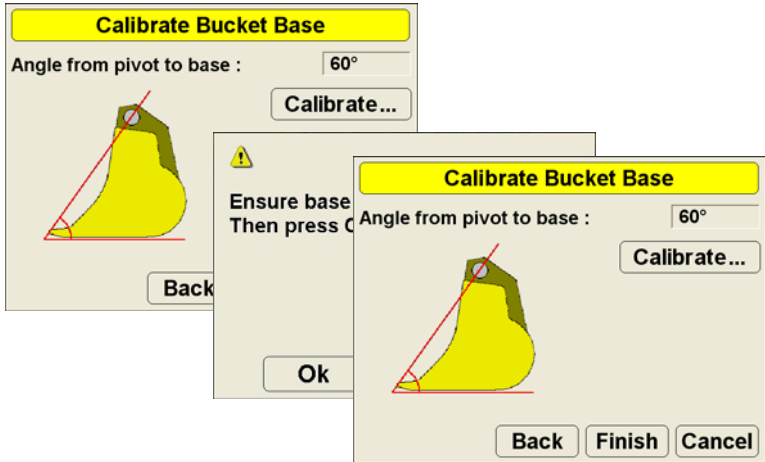 Calibrate Bucket Base
Angle from pivot to base : 60°
Calibrate...
Back
Ensure base
Then press
Ok
Calibrate Bucket Base
Angle from pivot to base : 60°
Calibrate...
Back Finish Cancel